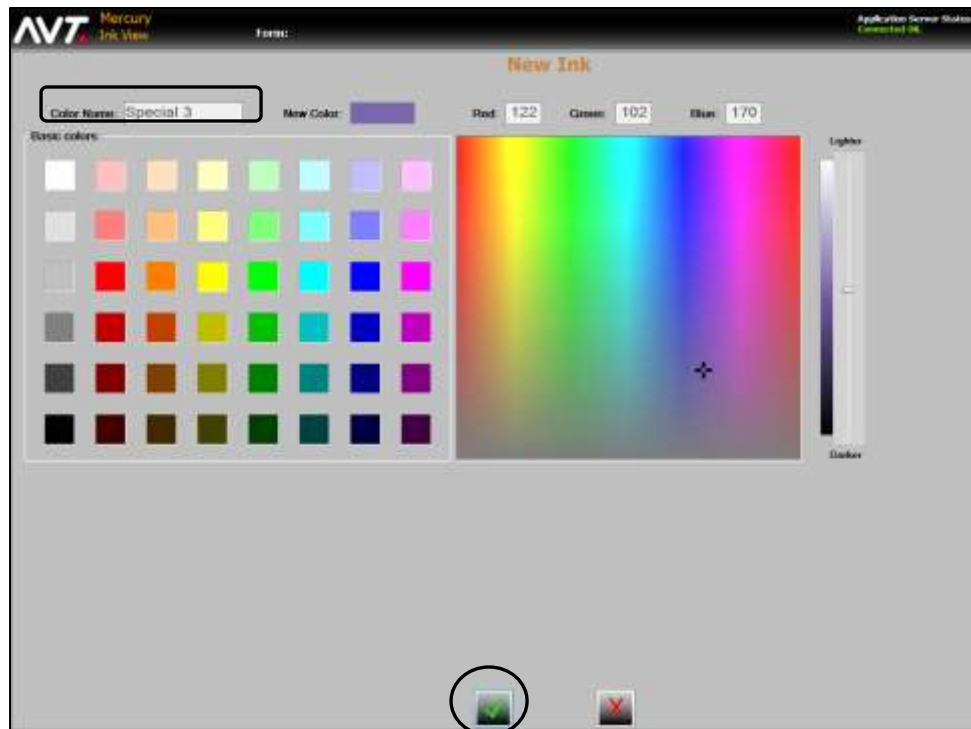 AVT Mercury
Ink View
Form:
Application Server Status
Connected OK
New Ink
Color Name: Special 3 New Color: Red: 122 Green: 102 Blue: 170
Basic colors
Lighter
Darker